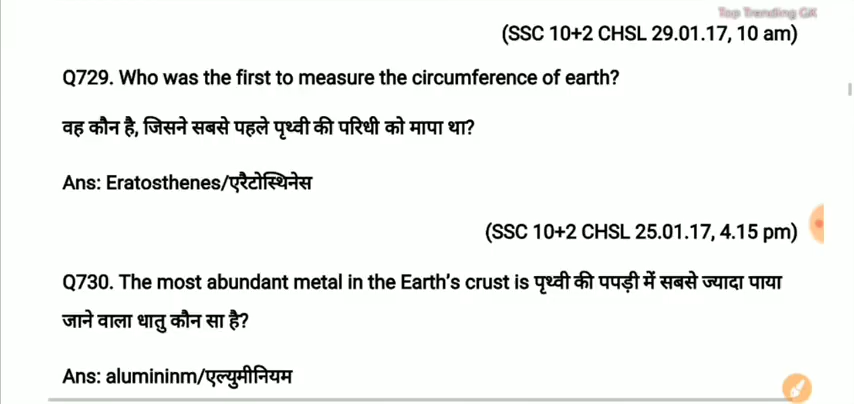 Top Trending GK
(SSC 10+2 CHSL 29.01.17, 10 am)
Q729. Who was the first to measure the circumference of earth?
वह कौन है, जिसने सबसे पहले पृथ्वी की परिधी को मापा था?
Ans: Eratosthenes/एरैटोस्थिनेस
(SSC 10+2 CHSL 25.01.17, 4.15 pm)
Q730. The most abundant metal in the Earth's crust is पृथ्वी की पपड़ी में सबसे ज्यादा पाया
जाने वाला धातु कौन सा है?
Ans: alumininm/एल्युमीनियम